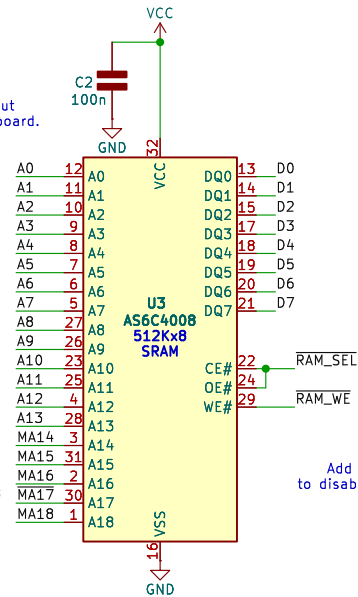 VCC
C2
100n
GND
ut
board.
32
VCC
A0 12 A0 DQ0 13 D0
A1 11 A1 DQ1 14 D1
A2 10 A2 DQ2 15 D2
A3 9 A3 DQ3 17 D3
A4 8 A4 DQ4 18 D4
A5 7 A5 DQ5 19 D5
A6 6 A6 DQ6 20 D6
A7 5 A7 DQ7 21 D7
U3
AS6C4008
512Kx8
SRAM
A8 27 A8
A9 26 A9
A10 23 A10 CE# 22 RAM_SEL
A11 25 A11 OE# 24
A12 4 A12 WE# 29 RAM_WE
A13 28 A13
MA14 3 A14
MA15 31 A15
MA16 2 A16
MA17 30 A17
MA18 1 A18
Add
to disab
VSS
16
GND